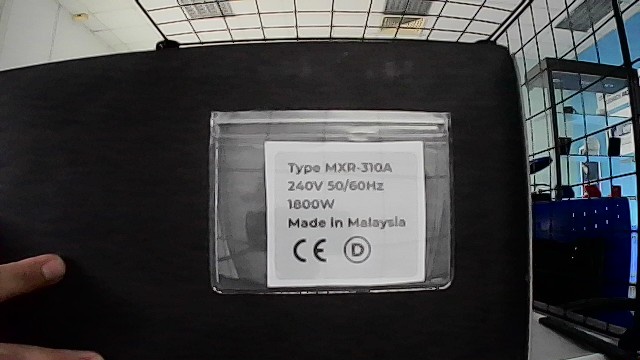 Type MXR-310A
240V 50/60Hz
1800W
Made in Malaysia
CE D